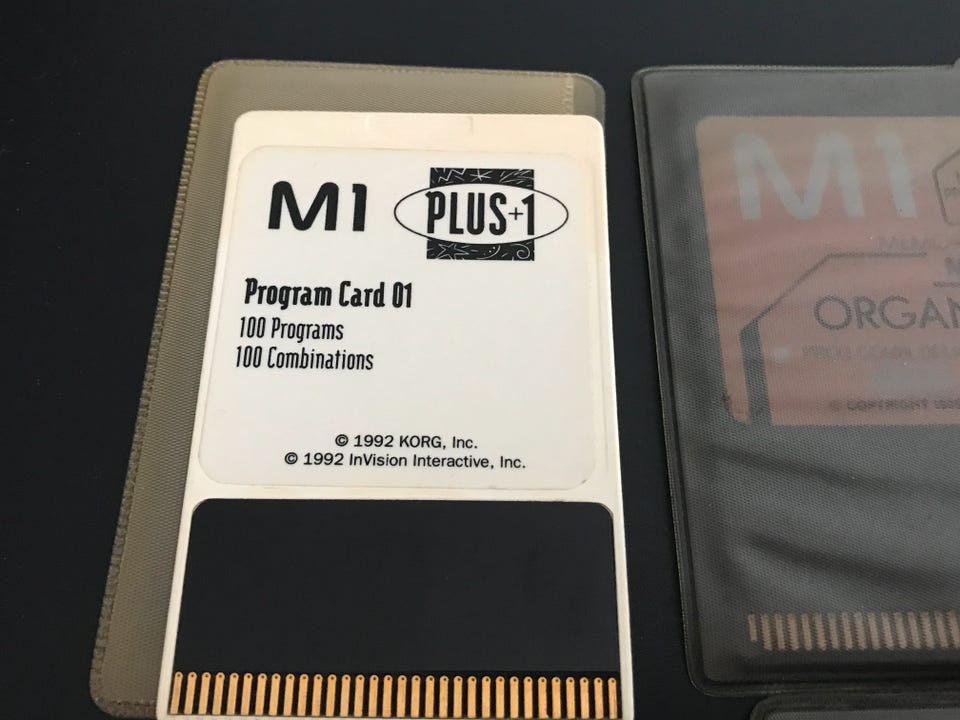 M1 PLUS+1
Program Card 01
100 Programs
100 Combinations
© 1992 KORG, Inc.
© 1992 InVision Interactive, Inc.
M1
ORGAN
© COPYRIGHT